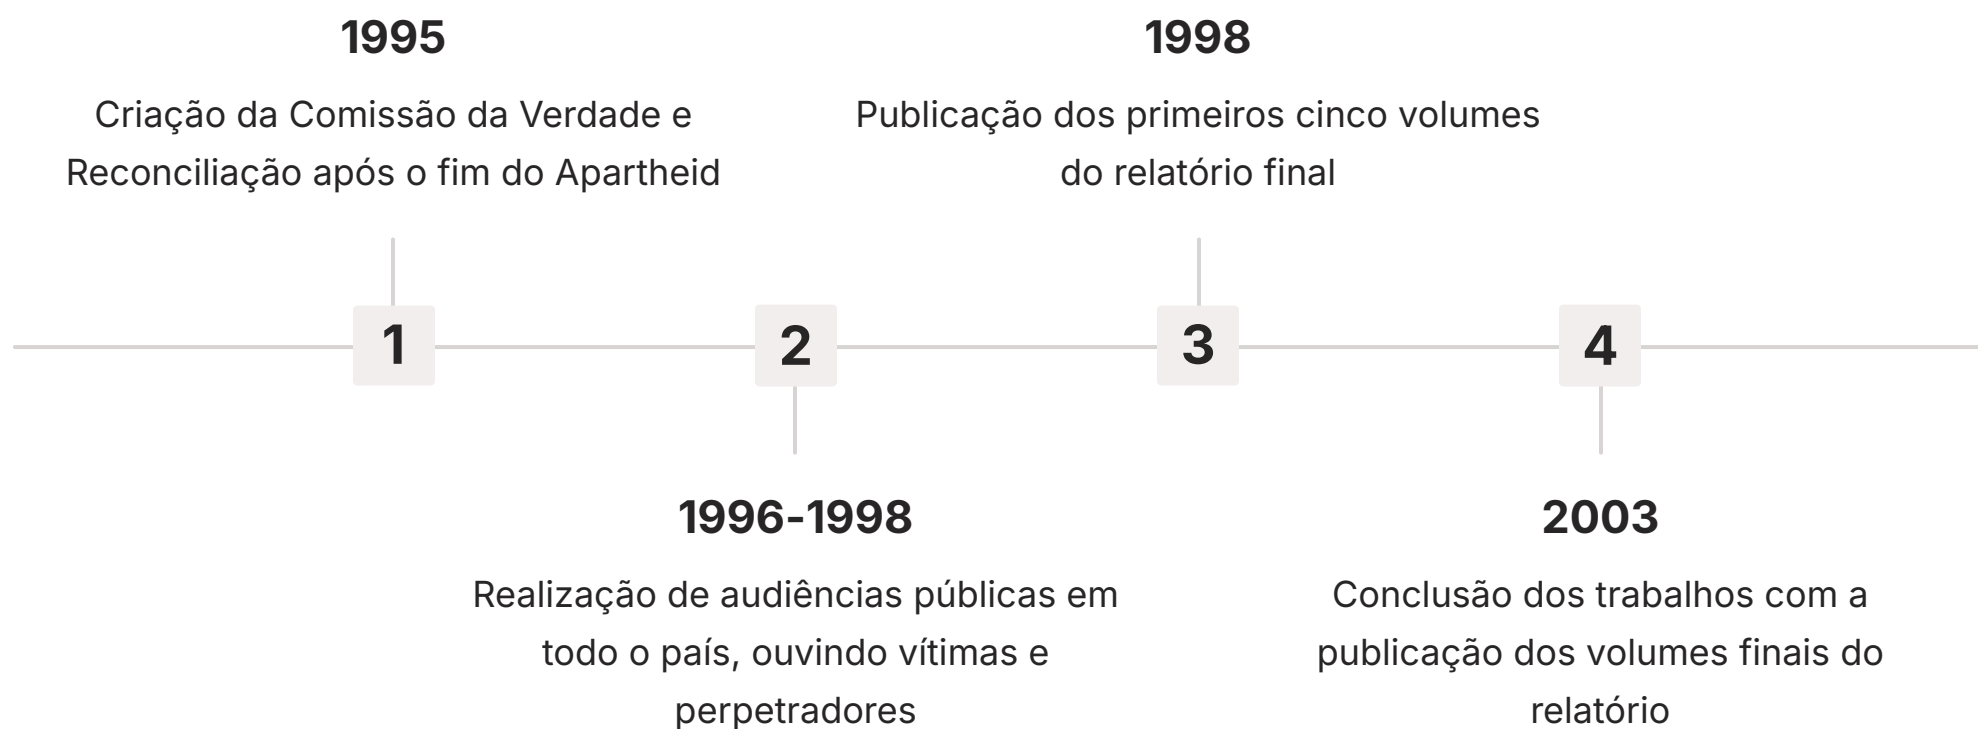 1995
Criação da Comissão da Verdade e
Reconciliação após o fim do Apartheid
1998
Publicação dos primeiros cinco volumes
do relatório final
1
2
3
4
1996-1998
Realização de audiências públicas em
todo o país, ouvindo vítimas e
perpetradores
2003
Conclusão dos trabalhos com a
publicação dos volumes finais do
relatório